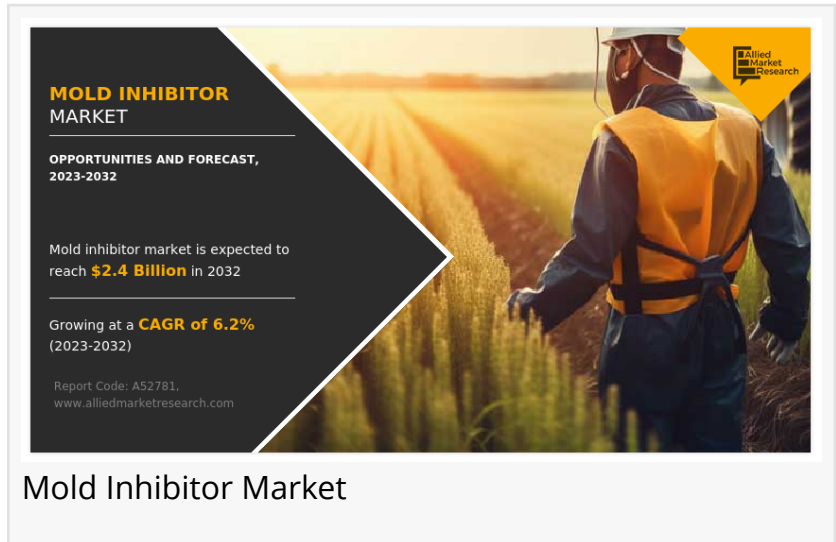 Allied
Market
Research
MOLD INHIBITOR
MARKET
OPPORTUNITIES AND FORECAST,
2023-2032
Mold inhibitor market is expected to
reach $2.4 Billion in 2032
Growing at a CAGR of 6.2%
(2023-2032)
Report Code: A52781,
www.alliedmarketresearch.com
Mold Inhibitor Market